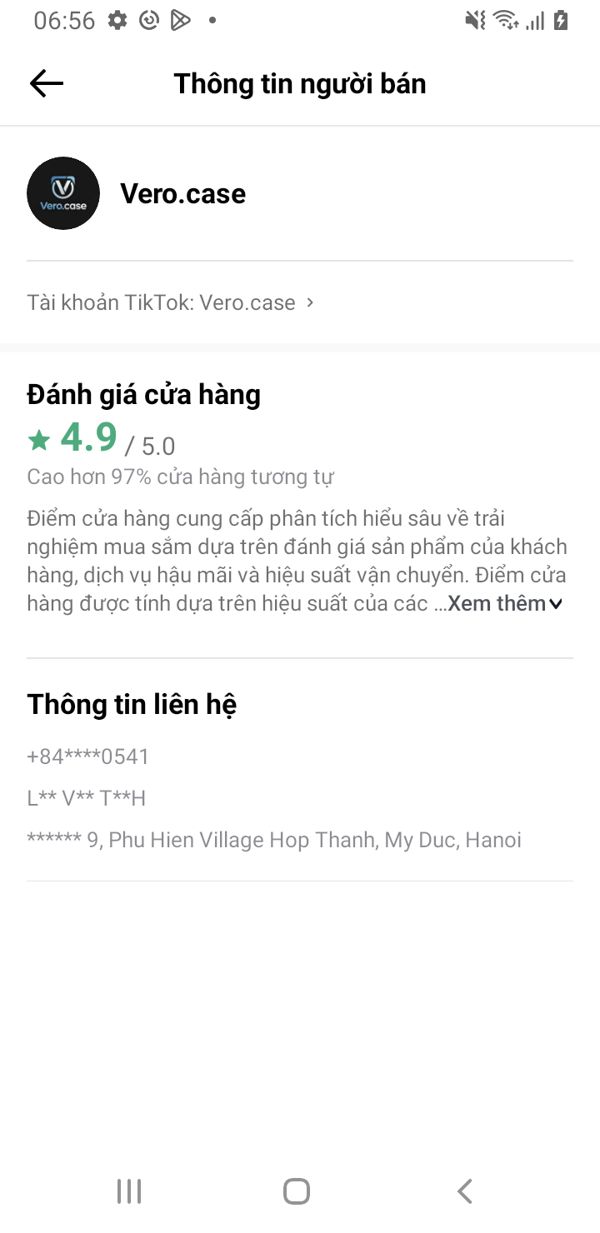 06:56
Thông tin người bán
Vero.case
Vero.case
Tài khoản TikTok: Vero.case ›
Đánh giá cửa hàng
4.9 / 5.0
Cao hơn 97% cửa hàng tương tự
Điểm cửa hàng cung cấp phân tích hiểu sâu về trải
nghiệm mua sắm dựa trên đánh giá sản phẩm của khách
hàng, dịch vụ hậu mãi và hiệu suất vận chuyển. Điểm cửa
hàng được tính dựa trên hiệu suất của các ...Xem thêm
Thông tin liên hệ
+84****0541
L** V** T**H
****** 9, Phu Hien Village Hop Thanh, My Duc, Hanoi